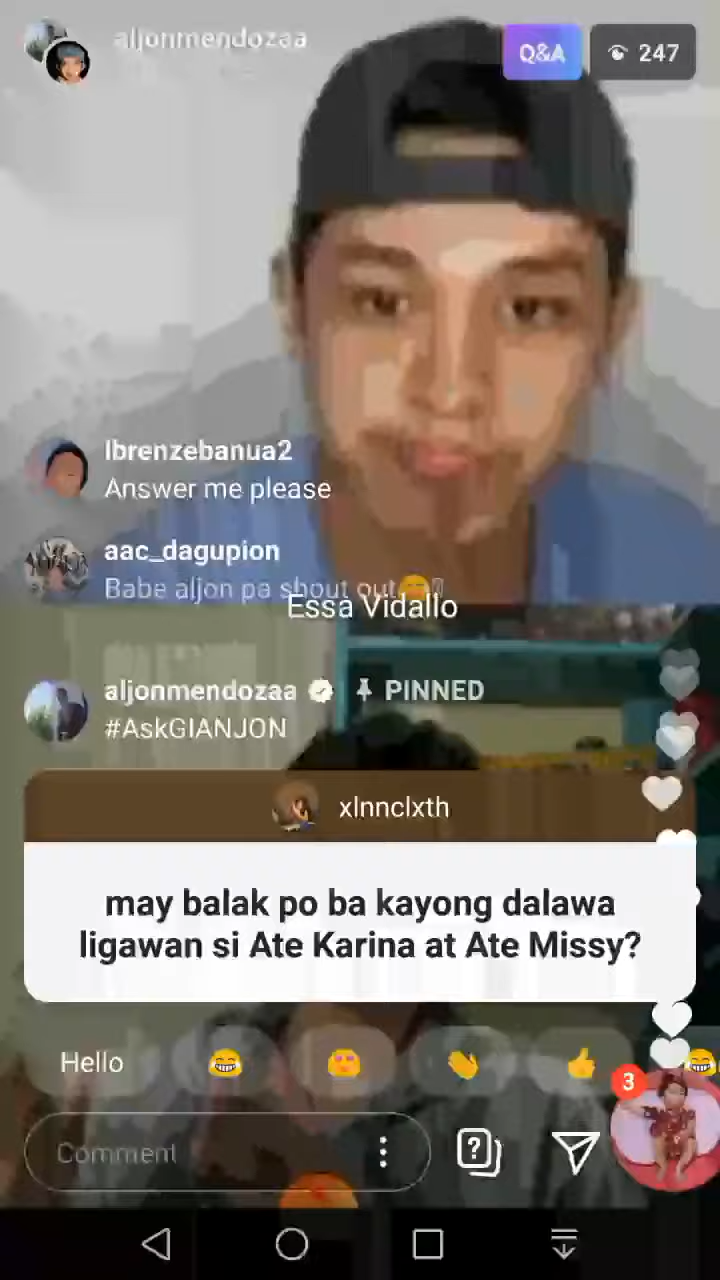 aljonmendozaa
Q&A
247
lbrenzebanua2
Answer me please
aac_dagupion
Babe aljon pa shout out
Essa Vidallo
aljonmendozaa PINNED
#AskGIANJON
xlnnclxth
may balak po ba kayong dalawa
ligawan si Ate Karina at Ate Missy?
Hello
3
Comment